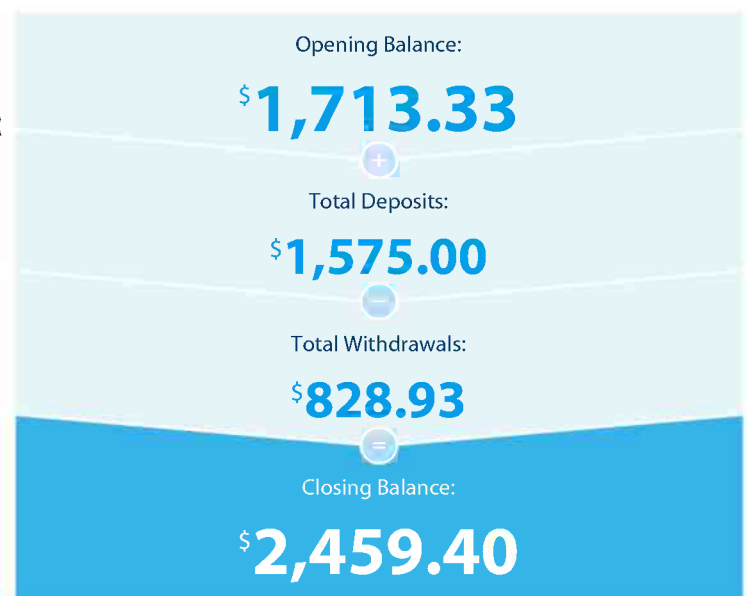 Opening Balance:
$1,713.33
+
Total Deposits:
$1,575.00
−
Total Withdrawals:
$828.93
=
Closing Balance:
$2,459.40